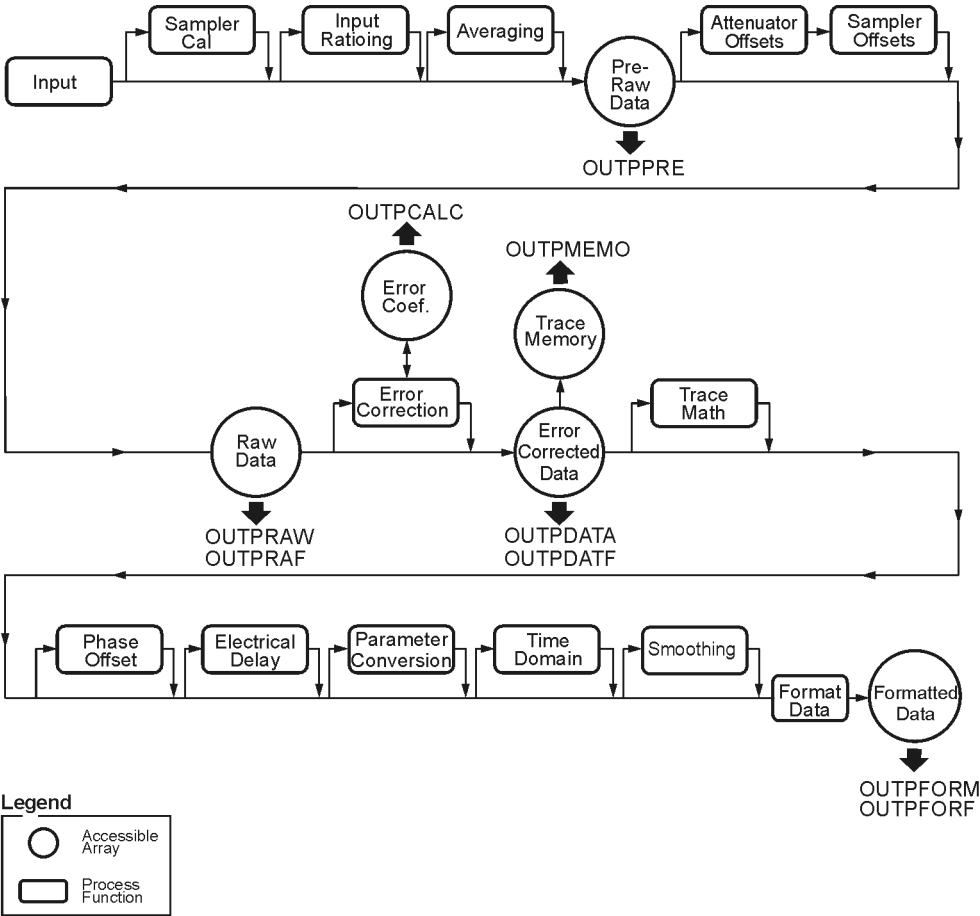 Sampler
Cal
Input
Ratioing
Averaging
Attenuator
Offsets
Sampler
Offsets
Input
Pre-
Raw
Data
OUTPPRE
OUTPCALC
OUTPMEMO
Error
Coef.
Trace
Memory
Error
Correction
Trace
Math
Raw
Data
Error
Corrected
Data
OUTPRAW
OUTPRAF
OUTPDATA
OUTPDATF
Phase
Offset
Electrical
Delay
Parameter
Conversion
Time
Domain
Smoothing
Format
Data
Formatted
Data
OUTPFORM
OUTPFORF
Legend
Accessible
Array
Process
Function